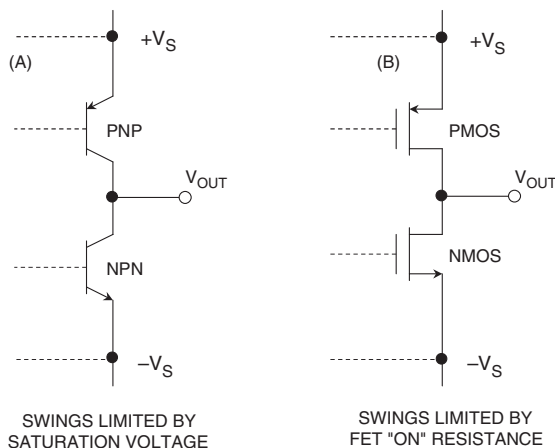 (A)
+VS
PNP
VOUT
NPN
–VS
SWINGS LIMITED BY
SATURATION VOLTAGE
(B)
+VS
PMOS
VOUT
NMOS
–VS
SWINGS LIMITED BY
FET "ON" RESISTANCE